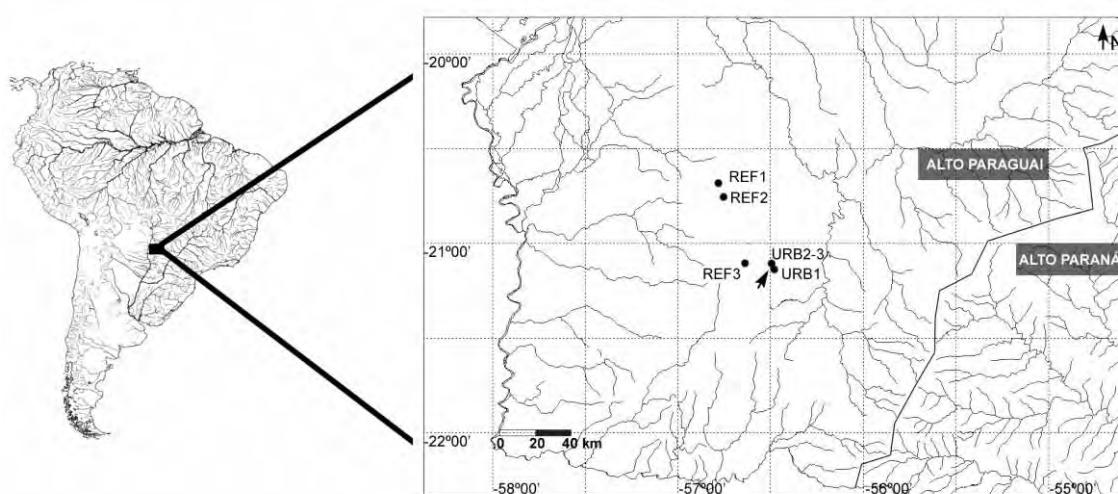 N
-20º00'
ALTO PARAGUAI
REF1
REF2
-21º00'
URB2-3
REF3
URB1
ALTO PARANÁ
-22º00'
0 20 40 km
-58º00'
-57º00'
-56º00'
-55º00'